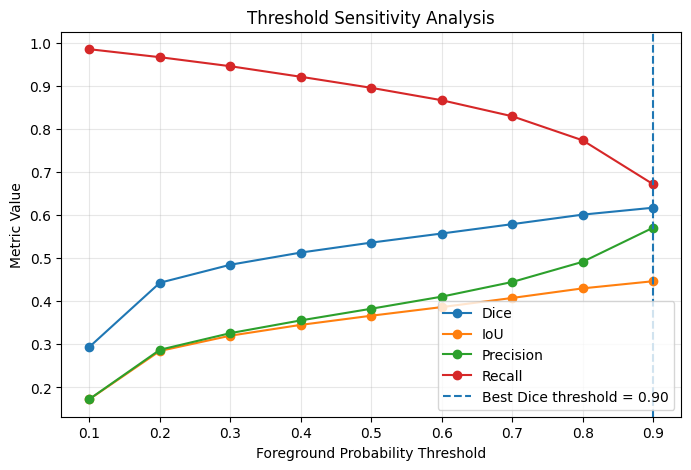 Threshold Sensitivity Analysis
Metric Value
1.0
0.9
0.8
0.7
0.6
0.5
0.4
0.3
0.2
0.1 0.2 0.3 0.4 0.5 0.6 0.7 0.8 0.9
Foreground Probability Threshold
Dice
IoU
Precision
Recall
Best Dice threshold = 0.90